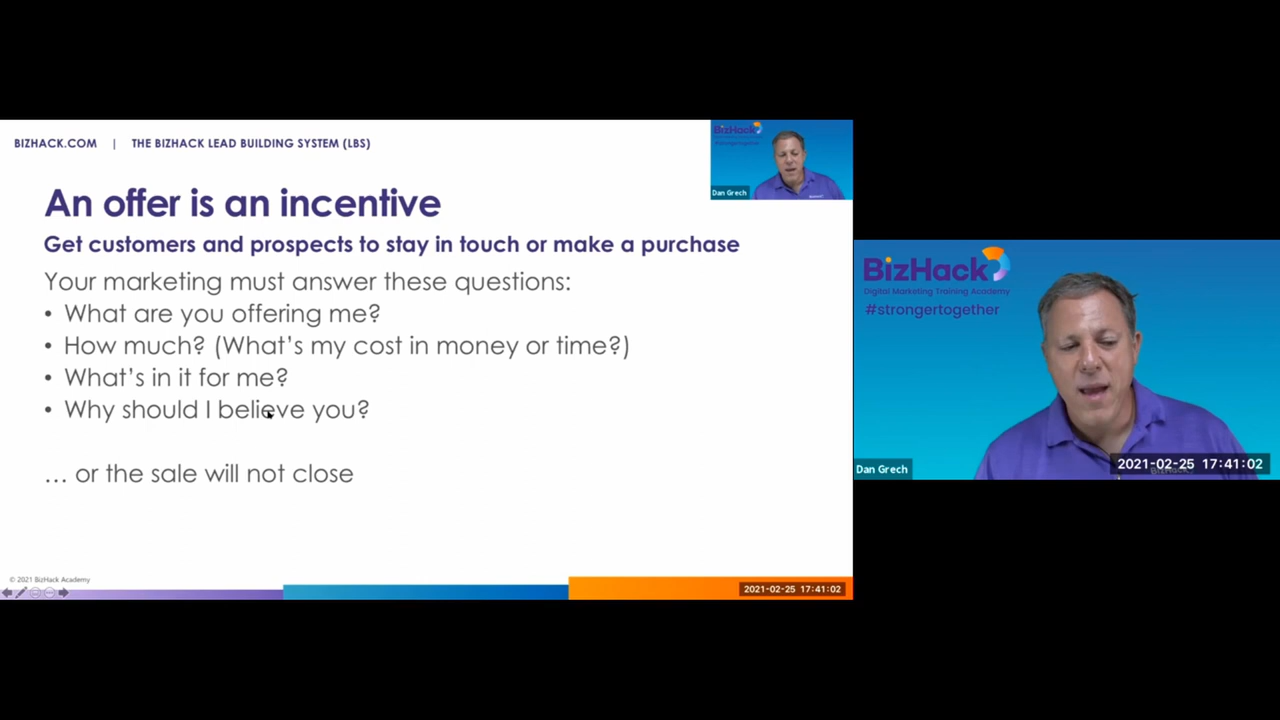 BIZHACK.COM | THE BIZHACK LEAD BUILDING SYSTEM (LBS)
BizHack
#strongertogether
Dan Grech
An offer is an incentive
Get customers and prospects to stay in touch or make a purchase
Your marketing must answer these questions:
• What are you offering me?
• How much? (What's my cost in money or time?)
• What's in it for me?
• Why should I believe you?
… or the sale will not close
© 2021 BizHack Academy
2021-02-25 17:41:02
BizHack
Digital Marketing Training Academy
#strongertogether
Dan Grech
2021-02-25 17:41:02